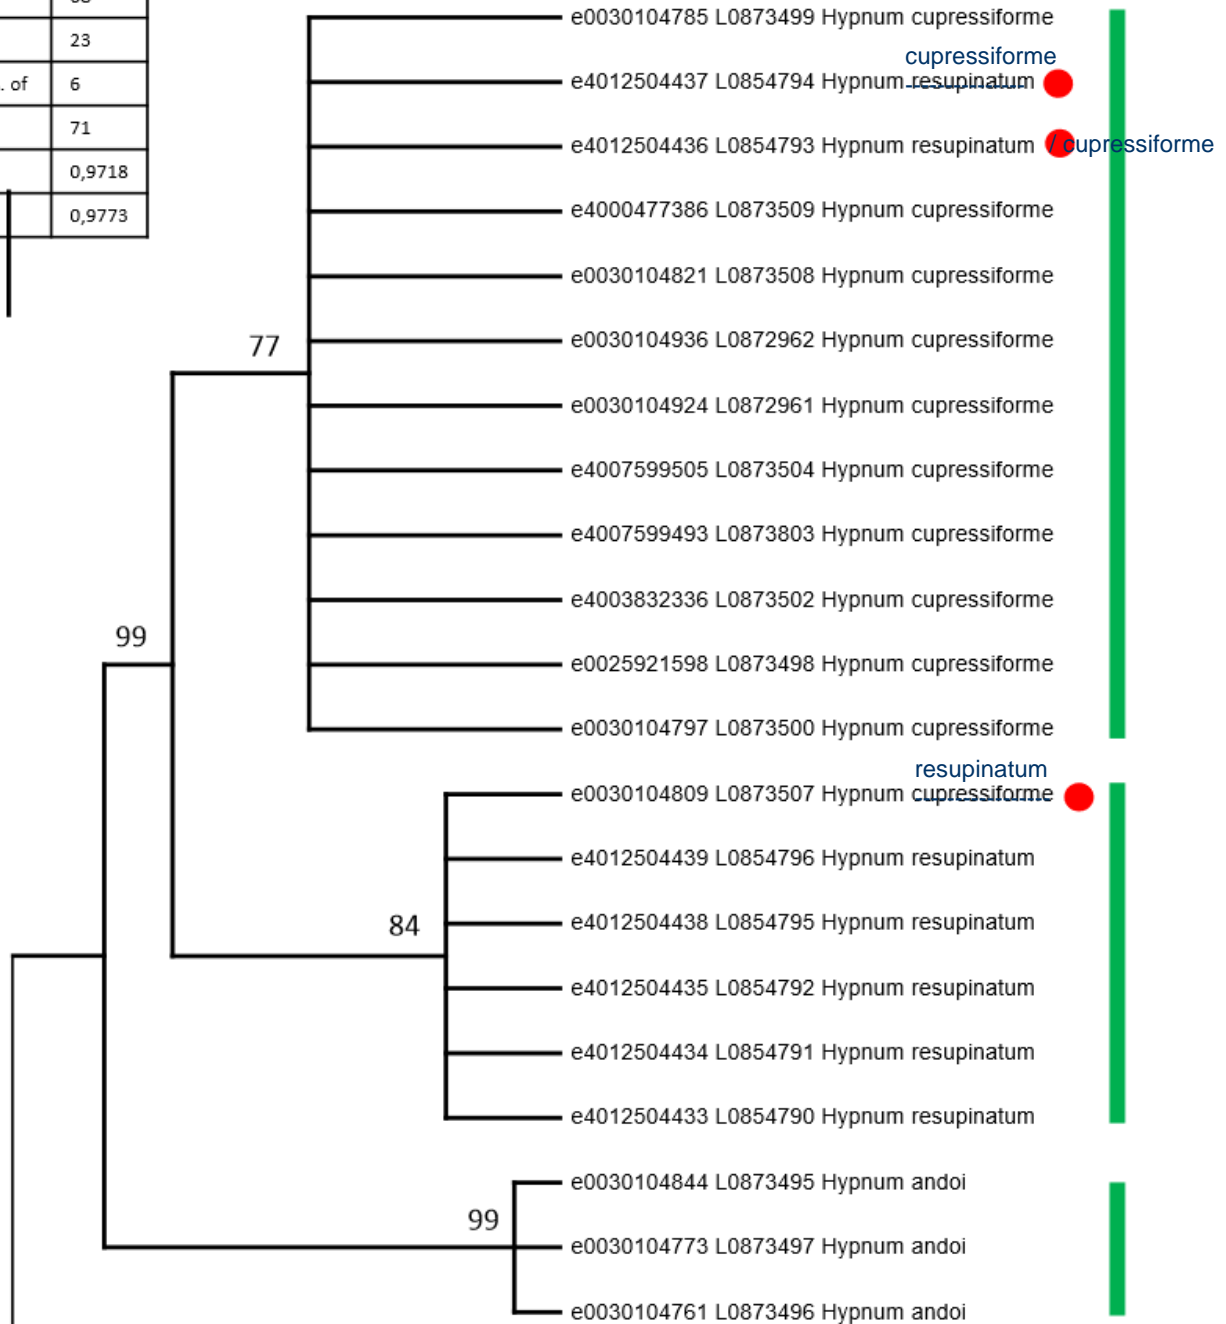 23
. of 6
71
0,9718
0,9773
e0030104785 L0873499 Hypnum cupressiforme
cupressiforme
e4012504437 L0854794 Hypnum resupinatum
e4012504436 L0854793 Hypnum resupinatum / cupressiforme
e4000477386 L0873509 Hypnum cupressiforme
e0030104821 L0873508 Hypnum cupressiforme
77
e0030104936 L0872962 Hypnum cupressiforme
e0030104924 L0872961 Hypnum cupressiforme
e4007599505 L0873504 Hypnum cupressiforme
e4007599493 L0873803 Hypnum cupressiforme
e4003832336 L0873502 Hypnum cupressiforme
99
e0025921598 L0873498 Hypnum cupressiforme
e0030104797 L0873500 Hypnum cupressiforme
resupinatum
e0030104809 L0873507 Hypnum cupressiforme
e4012504439 L0854796 Hypnum resupinatum
84
e4012504438 L0854795 Hypnum resupinatum
e4012504435 L0854792 Hypnum resupinatum
e4012504434 L0854791 Hypnum resupinatum
e4012504433 L0854790 Hypnum resupinatum
e0030104844 L0873495 Hypnum andoi
99
e0030104773 L0873497 Hypnum andoi
e0030104761 L0873496 Hypnum andoi